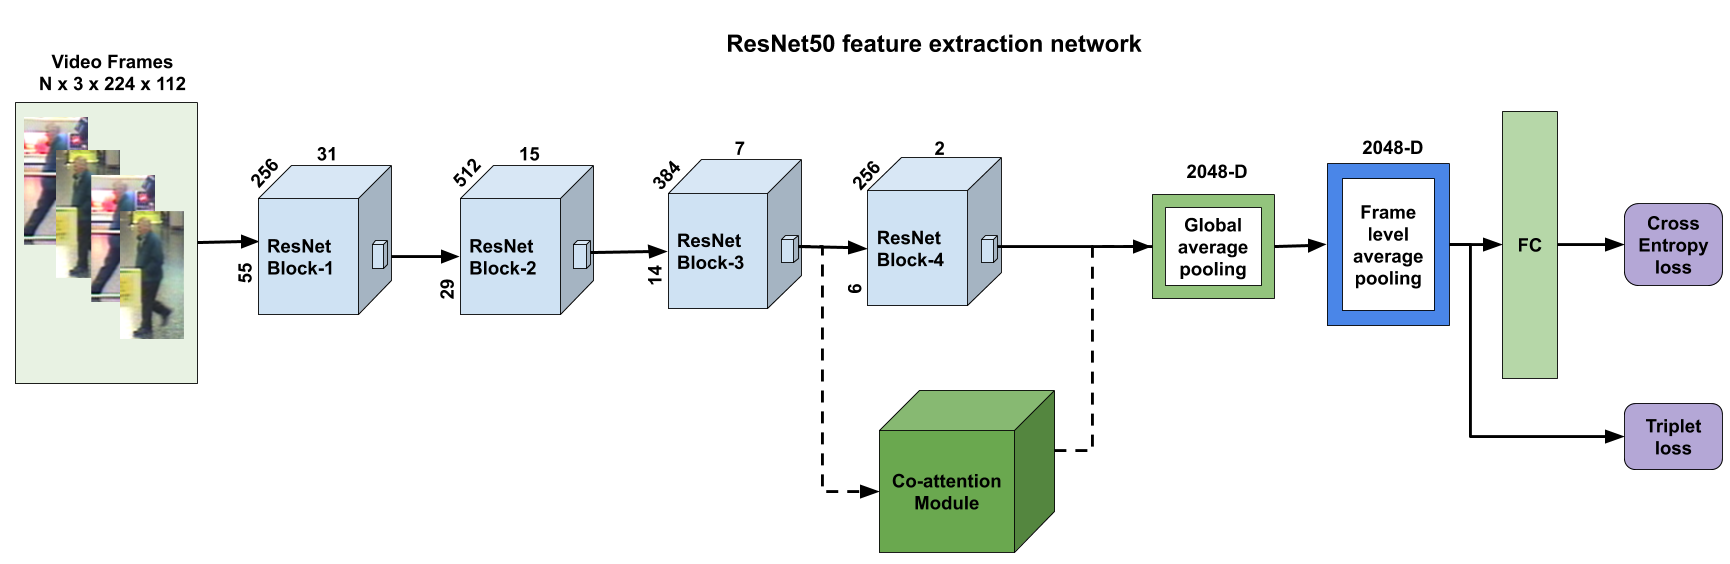 ResNet50 feature extraction network
Video Frames
N x 3 x 224 x 112
256
31
55
ResNet
Block-1
512
15
29
ResNet
Block-2
384
7
14
ResNet
Block-3
256
2
6
ResNet
Block-4
Co-attention
Module
2048-D
Global
average
pooling
2048-D
Frame
level
average
pooling
FC
Cross
Entropy
loss
Triplet
loss